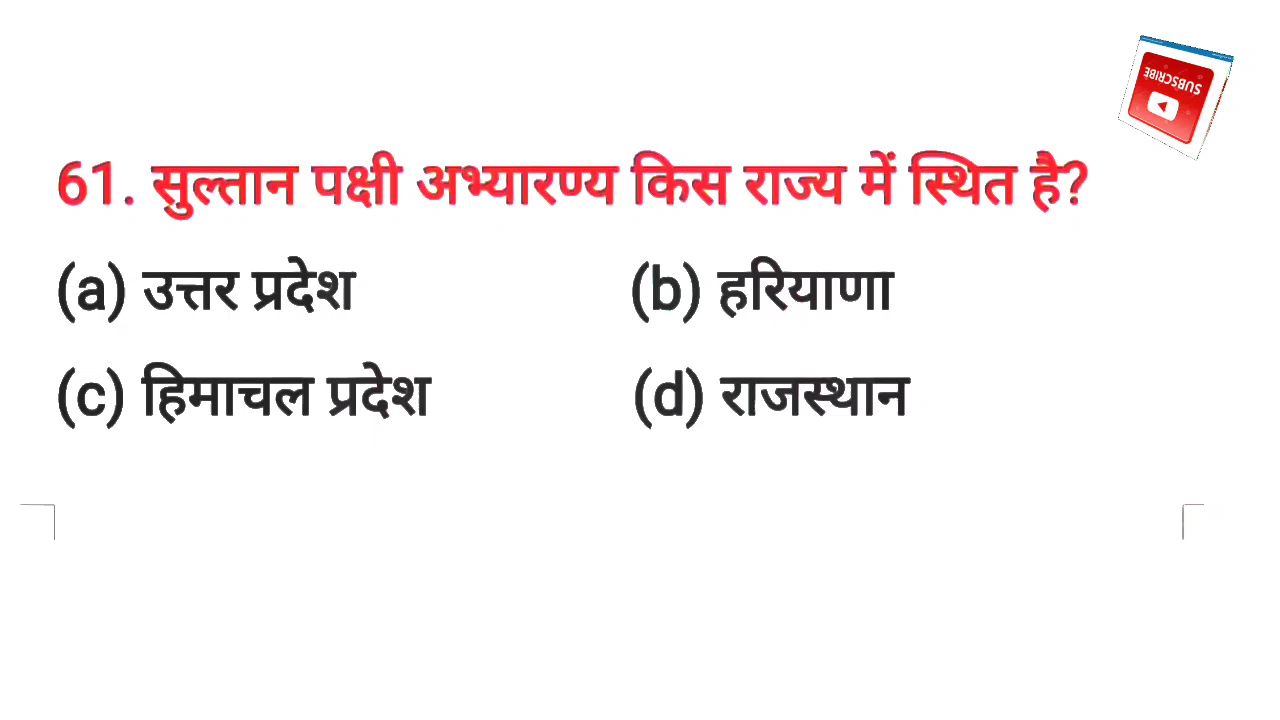 SUBSCRIBE
61. सुल्तान पक्षी अभ्यारण्य किस राज्य में स्थित है?
(a) उत्तर प्रदेश (b) हरियाणा
(c) हिमाचल प्रदेश (d) राजस्थान